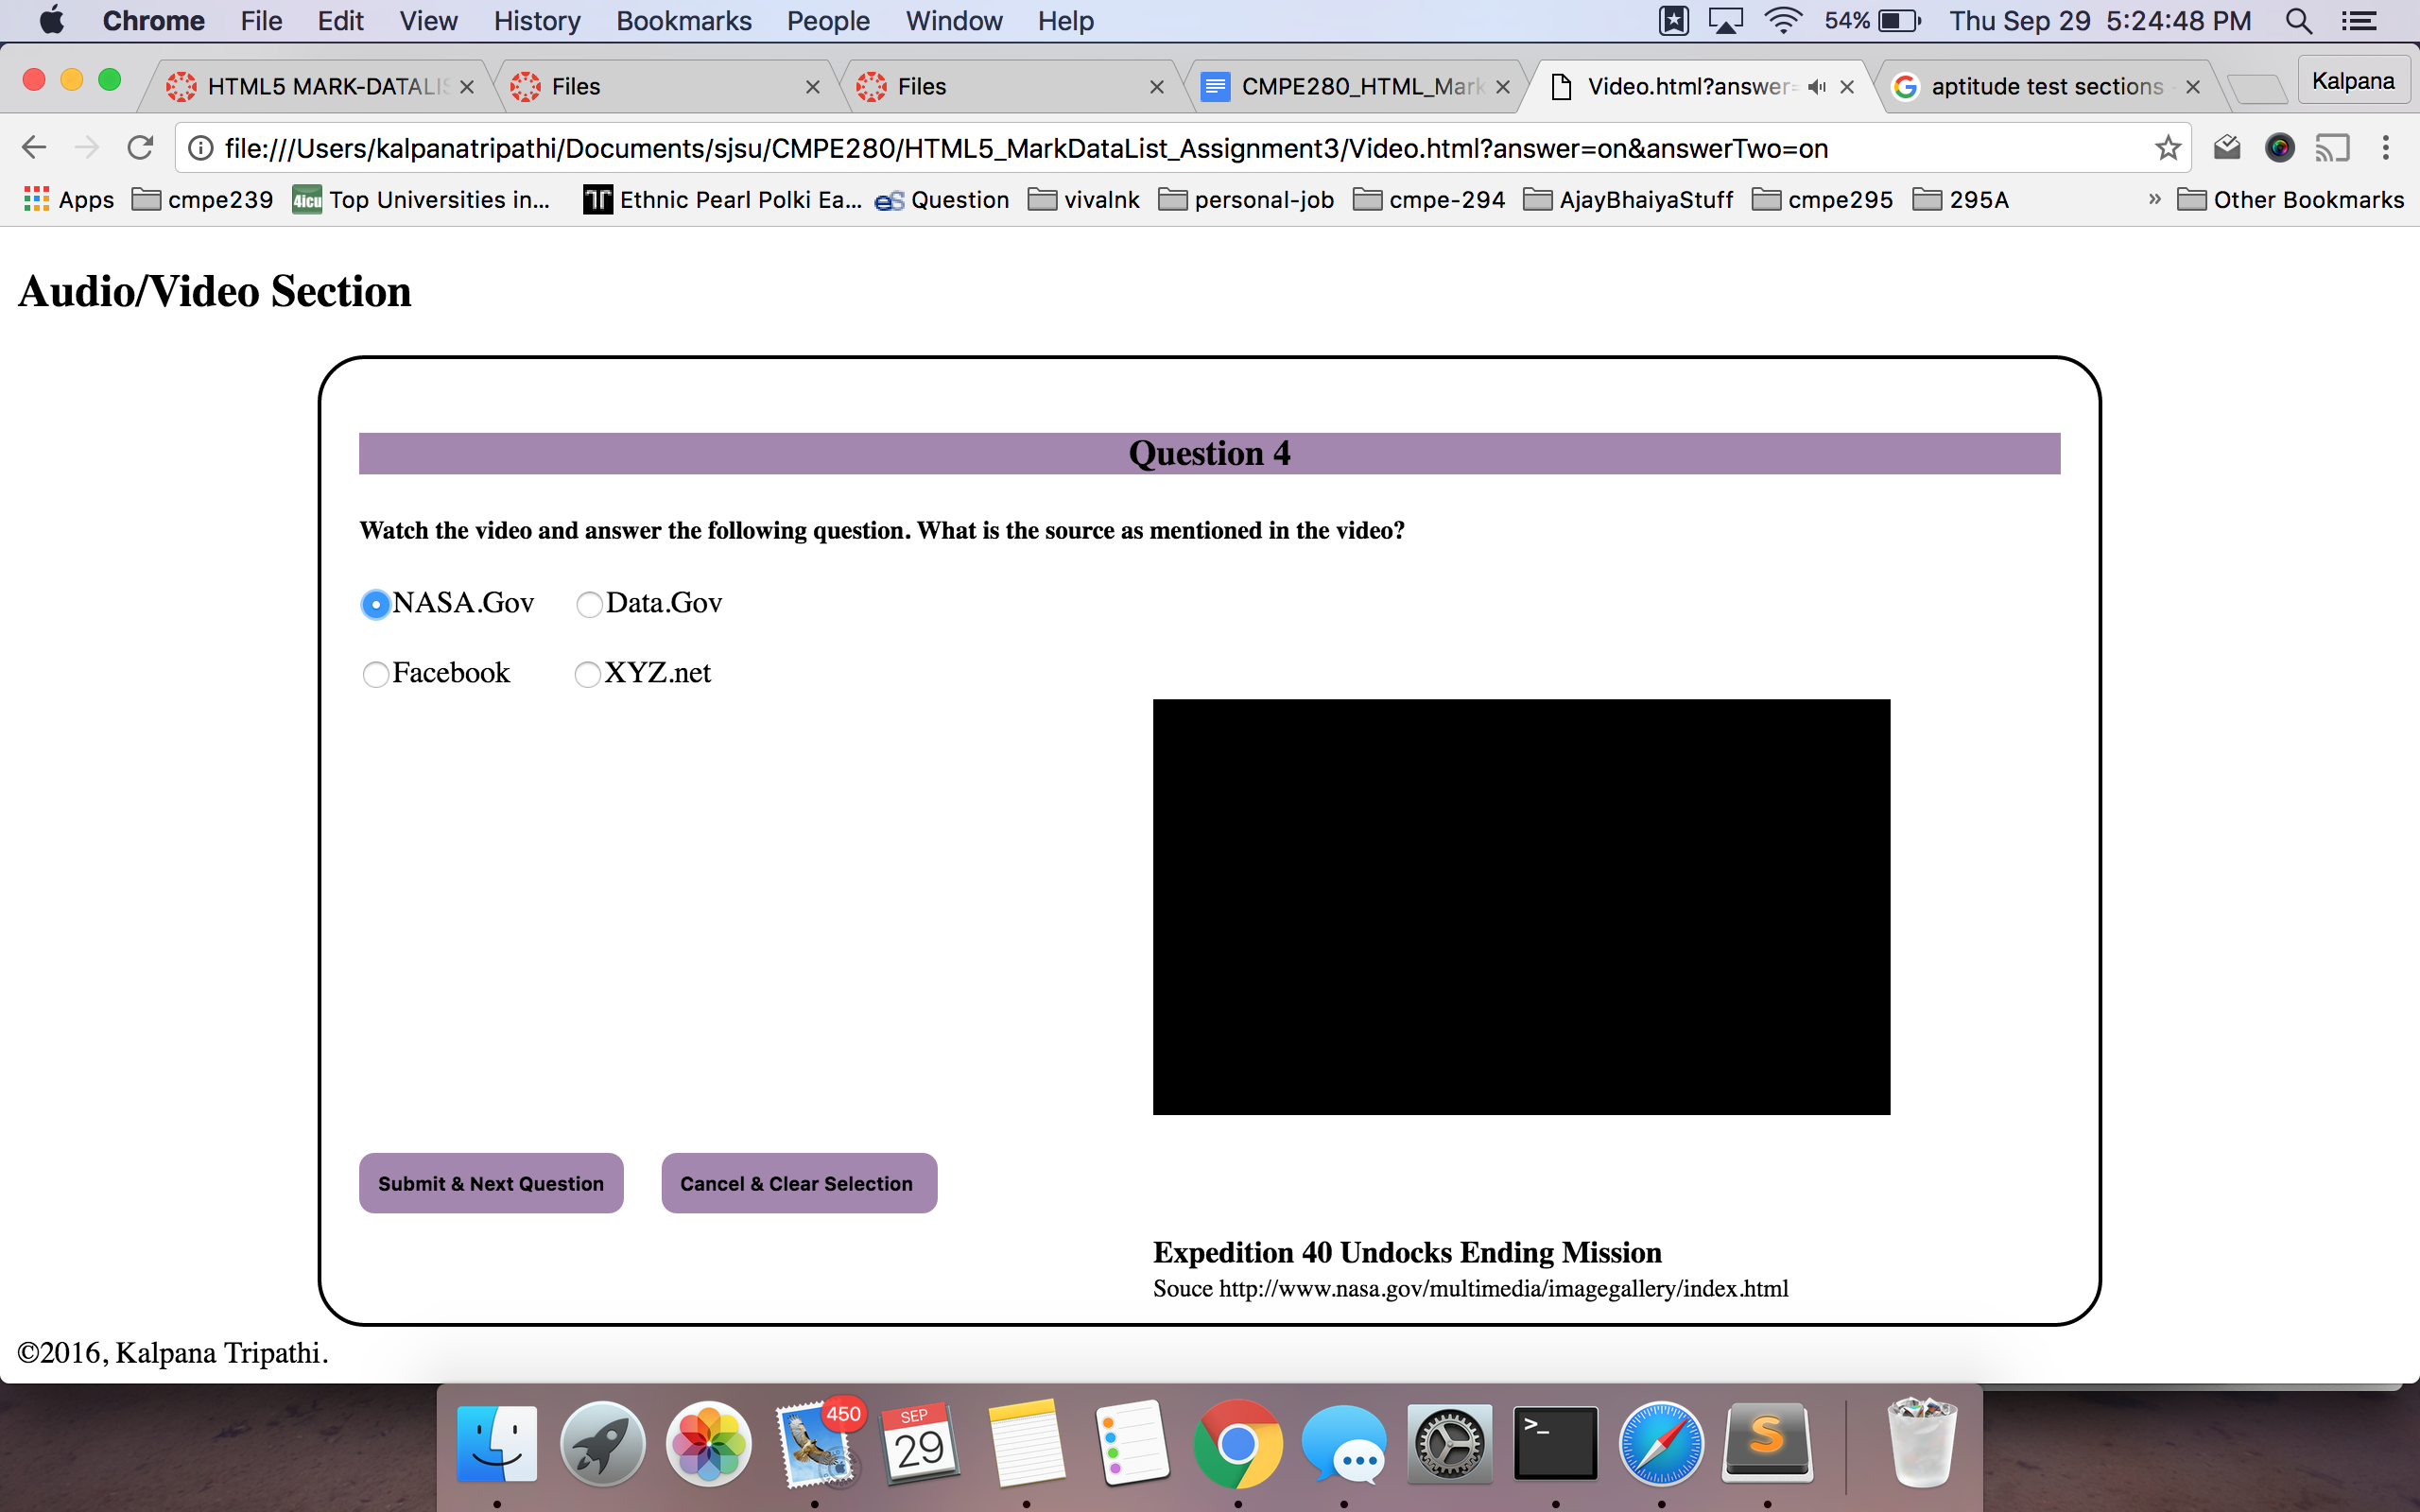 Chrome File Edit View History Bookmarks People Window Help 54% Thu Sep 29 5:24:48 PM
HTML5 MARK-DATALIS Files Files CMPE280_HTML_Mark Video.html?answer= aptitude test sections - Kalpana
file:///Users/kalpanatripathi/Documents/sjsu/CMPE280/HTML5_MarkDataList_Assignment3/Video.html?answer=on&answerTwo=on
Apps cmpe239 4icu Top Universities in... Ethnic Pearl Polki Ea... eS Question vivalnk personal-job cmpe-294 AjayBhaiyaStuff cmpe295 295A » Other Bookmarks
Audio/Video Section
Question 4
Watch the video and answer the following question. What is the source as mentioned in the video?
NASA.Gov Data.Gov
Facebook XYZ.net
Submit & Next Question Cancel & Clear Selection
Expedition 40 Undocks Ending Mission
Souce http://www.nasa.gov/multimedia/imagegallery/index.html
©2016, Kalpana Tripathi.
450
SEP
29
>_
S